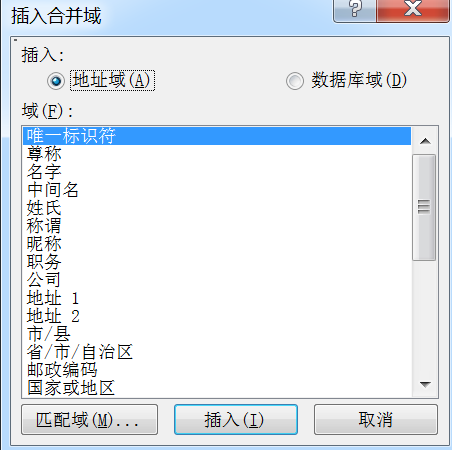 插入合并域
插入:
地址域(A) 数据库域(D)
域(F):
唯一标识符
尊称
名字
中间名
姓氏
称谓
昵称
职务
公司
地址 1
地址 2
市/县
省/市/自治区
邮政编码
国家或地区
匹配域(M)... 插入(I) 取消